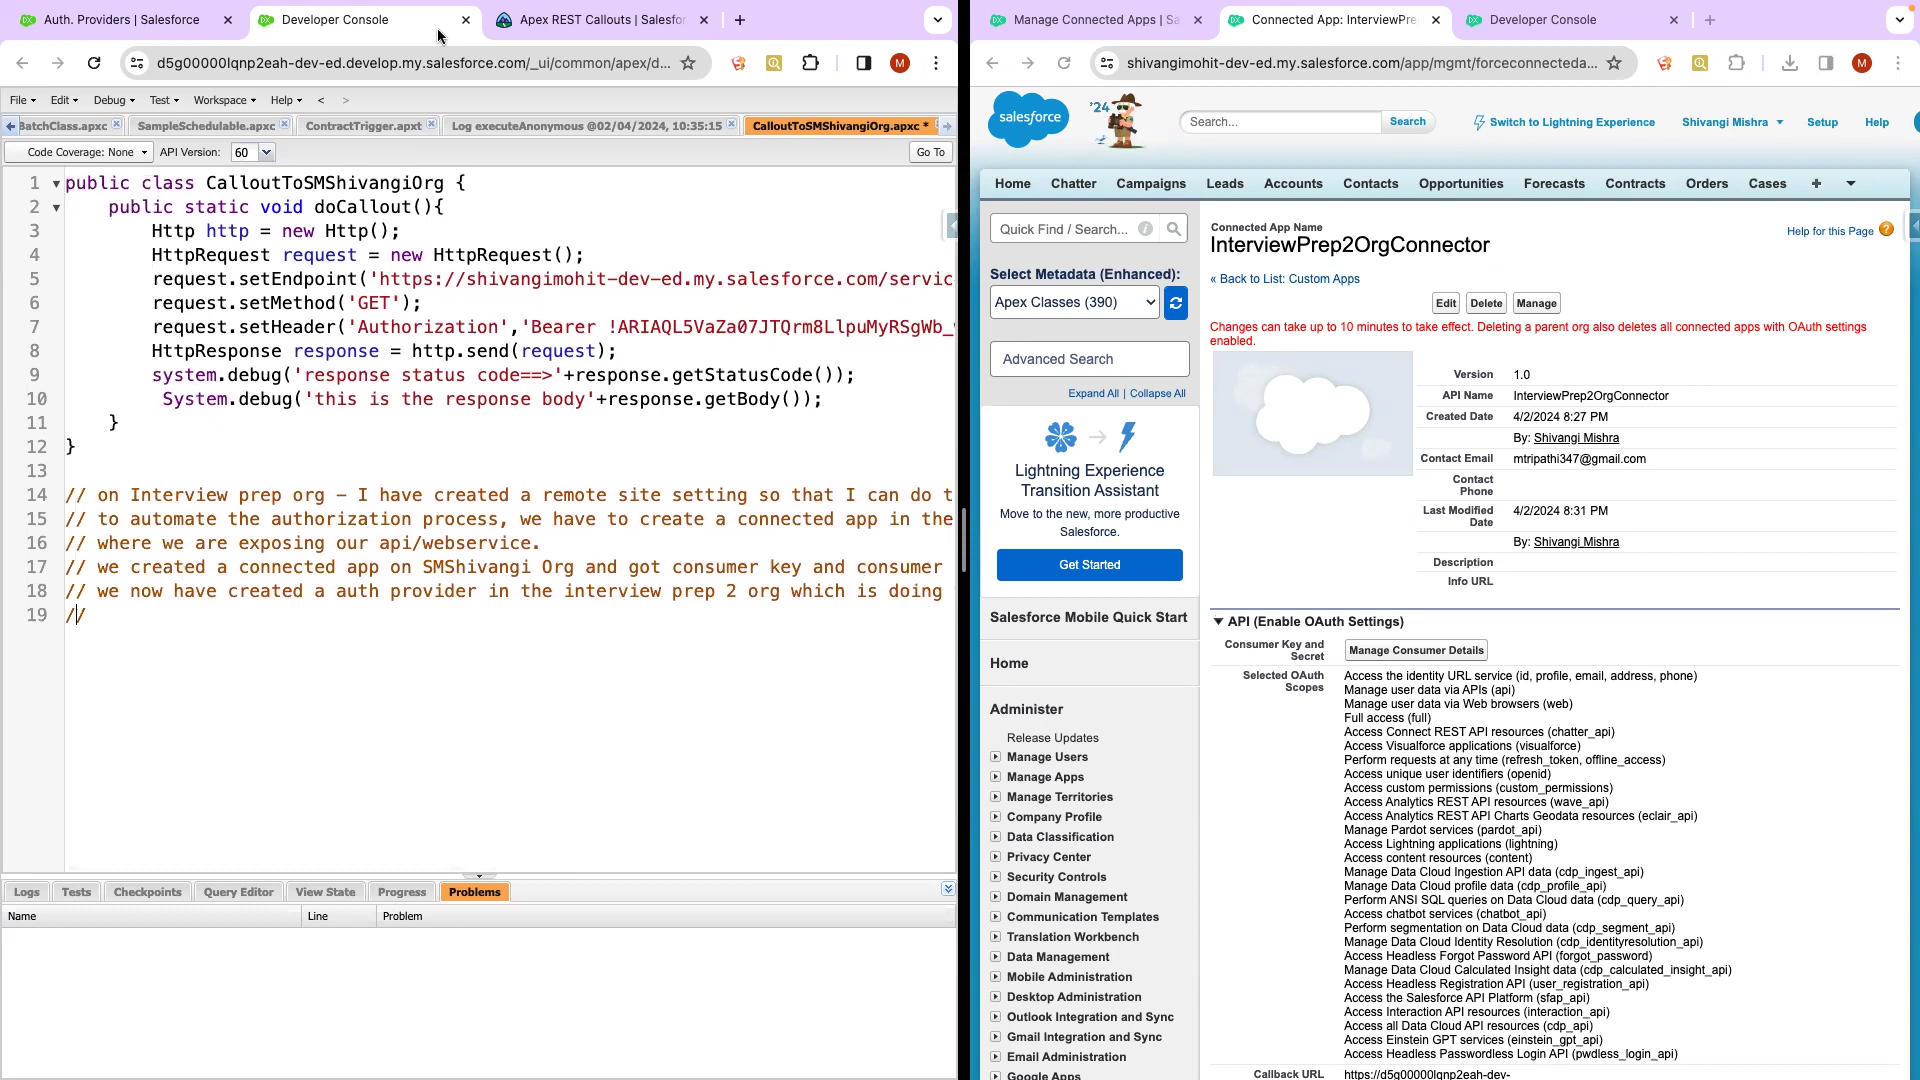 Auth. Providers | Salesforce
Developer Console
Apex REST Callouts | Salesfor
d5g00000lqnp2eah-dev-ed.develop.my.salesforce.com/_ui/common/apex/d...
M
File Edit Debug Test Workspace Help < >
BatchClass.apxc
SampleSchedulable.apxc
ContractTrigger.apxt
Log executeAnonymous @02/04/2024, 10:35:15
CalloutToSMShivangiOrg.apxc *
Code Coverage: None
API Version: 60
Go To
1 public class CalloutToSMShivangiOrg {
2 public static void doCallout(){
3 Http http = new Http();
4 HttpRequest request = new HttpRequest();
5 request.setEndpoint('https://shivangimohit-dev-ed.my.salesforce.com/servic
6 request.setMethod('GET');
7 request.setHeader('Authorization','Bearer !ARIAQL5VaZa07JTQrm8LlpuMyRSgWb_
8 HttpResponse response = http.send(request);
9 system.debug('response status code==>'+response.getStatusCode());
10 System.debug('this is the response body'+response.getBody());
11 }
12 }
13
14 // on Interview prep org – I have created a remote site setting so that I can do t
15 // to automate the authorization process, we have to create a connected app in the
16 // where we are exposing our api/webservice.
17 // we created a connected app on SMShivangi Org and got consumer key and consumer
18 // we now have created a auth provider in the interview prep 2 org which is doing
19 //
Logs Tests Checkpoints Query Editor View State Progress Problems
Name Line Problem
Manage Connected Apps | Sa
Connected App: InterviewPre
Developer Console
shivangimohit-dev-ed.my.salesforce.com/app/mgmt/forceconnecteda...
M
salesforce
'24
Search...
Search
Switch to Lightning Experience
Shivangi Mishra
Setup
Help
Home Chatter Campaigns Leads Accounts Contacts Opportunities Forecasts Contracts Orders Cases +
Quick Find / Search...
Select Metadata (Enhanced):
Apex Classes (390)
Advanced Search
Expand All | Collapse All
Lightning Experience
Transition Assistant
Move to the new, more productive
Salesforce.
Get Started
Salesforce Mobile Quick Start
Home
Administer
Release Updates
Manage Users
Manage Apps
Manage Territories
Company Profile
Data Classification
Privacy Center
Security Controls
Domain Management
Communication Templates
Translation Workbench
Data Management
Mobile Administration
Desktop Administration
Outlook Integration and Sync
Gmail Integration and Sync
Email Administration
Google Apps
Connected App Name
InterviewPrep2OrgConnector
Help for this Page
« Back to List: Custom Apps
Edit Delete Manage
Changes can take up to 10 minutes to take effect. Deleting a parent org also deletes all connected apps with OAuth settings
enabled.
Version 1.0
API Name InterviewPrep2OrgConnector
Created Date 4/2/2024 8:27 PM
By: Shivangi Mishra
Contact Email mtripathi347@gmail.com
Contact
Phone
Last Modified
Date
4/2/2024 8:31 PM
By: Shivangi Mishra
Description
Info URL
API (Enable OAuth Settings)
Consumer Key and
Secret
Manage Consumer Details
Selected OAuth
Scopes
Access the identity URL service (id, profile, email, address, phone)
Manage user data via APIs (api)
Manage user data via Web browsers (web)
Full access (full)
Access Connect REST API resources (chatter_api)
Access Visualforce applications (visualforce)
Perform requests at any time (refresh_token, offline_access)
Access unique user identifiers (openid)
Access custom permissions (custom_permissions)
Access Analytics REST API resources (wave_api)
Access Analytics REST API Charts Geodata resources (eclair_api)
Manage Pardot services (pardot_api)
Access Lightning applications (lightning)
Access content resources (content)
Manage Data Cloud Ingestion API data (cdp_ingest_api)
Manage Data Cloud profile data (cdp_profile_api)
Perform ANSI SQL queries on Data Cloud data (cdp_query_api)
Access chatbot services (chatbot_api)
Perform segmentation on Data Cloud data (cdp_segment_api)
Manage Data Cloud Identity Resolution (cdp_identityresolution_api)
Access Headless Forgot Password API (forgot_password)
Manage Data Cloud Calculated Insight data (cdp_calculated_insight_api)
Access Headless Registration API (user_registration_api)
Access the Salesforce API Platform (sfap_api)
Access Interaction API resources (interaction_api)
Access all Data Cloud API resources (cdp_api)
Access Einstein GPT services (einstein_gpt_api)
Access Headless Passwordless Login API (pwdless_login_api)
Callback URL https://d5g00000lqnp2eah-dev-